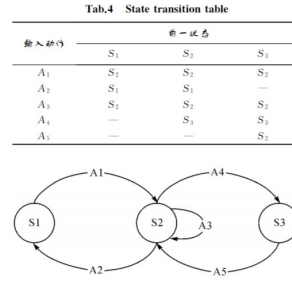 Tab.4 State transition table
输入动作 前一状态
S₁ S₂ S₃
A₁ S₂ S₂ S₂
A₂ S₁ S₁ —
A₃ S₂ S₂ S₂
A₄ — S₃ S₃
A₅ — — S₂
A1 A4
S1 S2 A3 S3
A2 A5